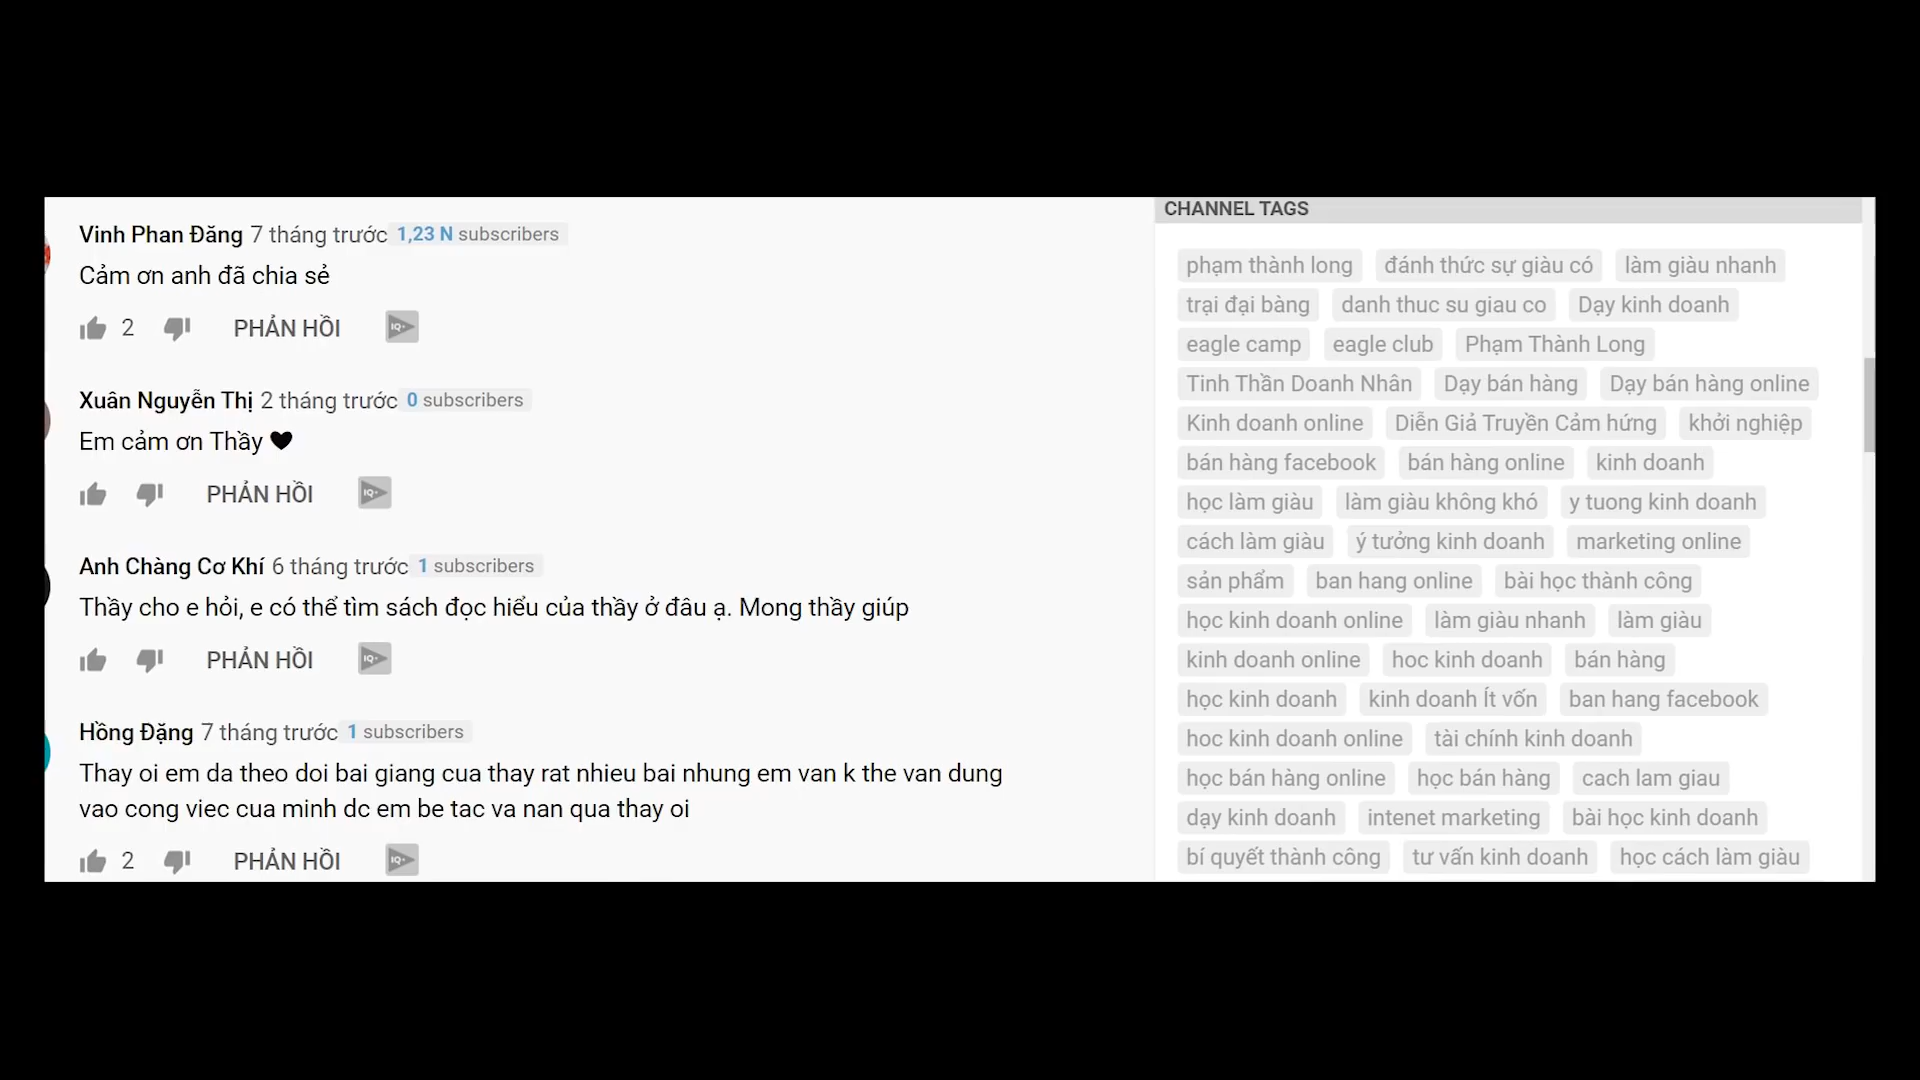 Vinh Phan Đăng 7 tháng trước 1,23 N subscribers
Cảm ơn anh đã chia sẻ
2 PHẢN HỒI IQ+
Xuân Nguyễn Thị 2 tháng trước 0 subscribers
Em cảm ơn Thầy 🖤
PHẢN HỒI IQ+
Anh Chàng Cơ Khí 6 tháng trước 1 subscribers
Thầy cho e hỏi, e có thể tìm sách đọc hiểu của thầy ở đâu ạ. Mong thầy giúp
PHẢN HỒI IQ+
Hồng Đặng 7 tháng trước 1 subscribers
Thay oi em da theo doi bai giang cua thay rat nhieu bai nhung em van k the van dung
vao cong viec cua minh dc em be tac va nan qua thay oi
2 PHẢN HỒI IQ+
CHANNEL TAGS
phạm thành long đánh thức sự giàu có làm giàu nhanh
trại đại bàng danh thuc su giau co Dạy kinh doanh
eagle camp eagle club Phạm Thành Long
Tinh Thần Doanh Nhân Dạy bán hàng Dạy bán hàng online
Kinh doanh online Diễn Giả Truyền Cảm hứng khởi nghiệp
bán hàng facebook bán hàng online kinh doanh
học làm giàu làm giàu không khó y tuong kinh doanh
cách làm giàu ý tưởng kinh doanh marketing online
sản phẩm ban hang online bài học thành công
học kinh doanh online làm giàu nhanh làm giàu
kinh doanh online hoc kinh doanh bán hàng
học kinh doanh kinh doanh Ít vốn ban hang facebook
hoc kinh doanh online tài chính kinh doanh
học bán hàng online học bán hàng cach lam giau
dạy kinh doanh intenet marketing bài học kinh doanh
bí quyết thành công tư vấn kinh doanh học cách làm giàu